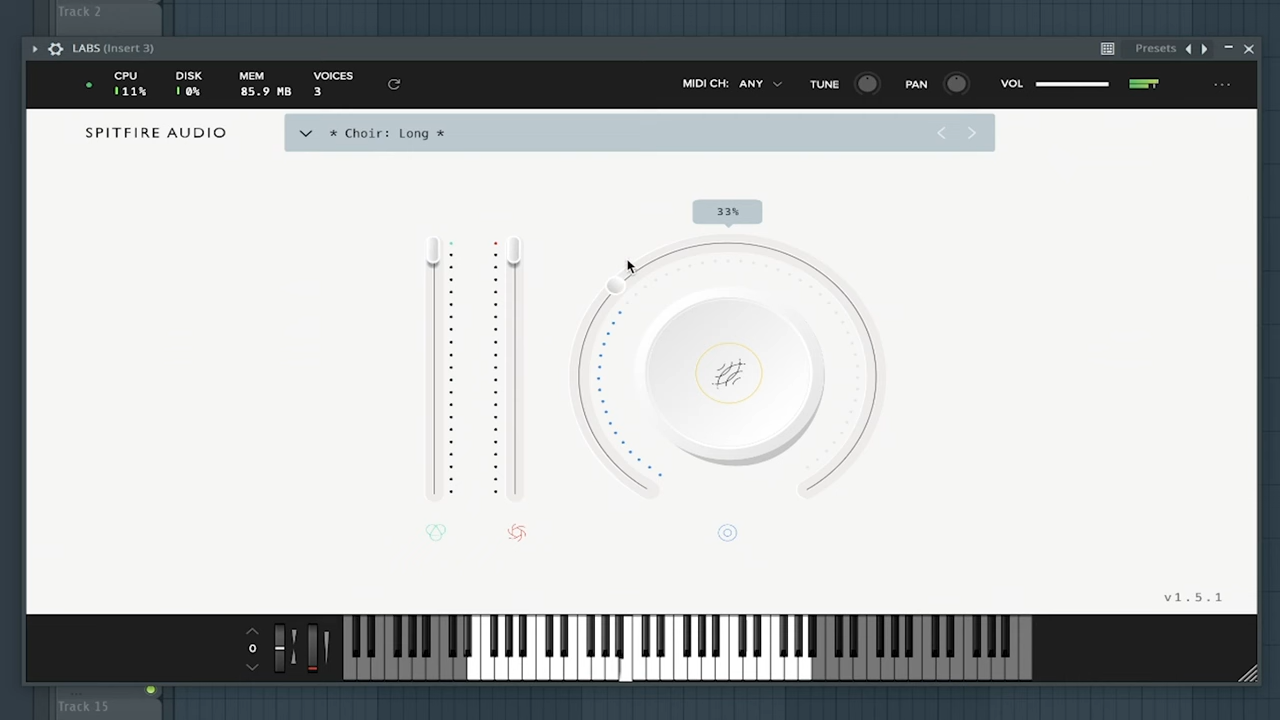 Track 2
LABS (Insert 3)
Presets
CPU
11%
DISK
0%
MEM
85.9 MB
VOICES
3
MIDI CH: ANY
TUNE
PAN
VOL
SPITFIRE AUDIO
* Choir: Long *
33%
v1.5.1
0
Track 15